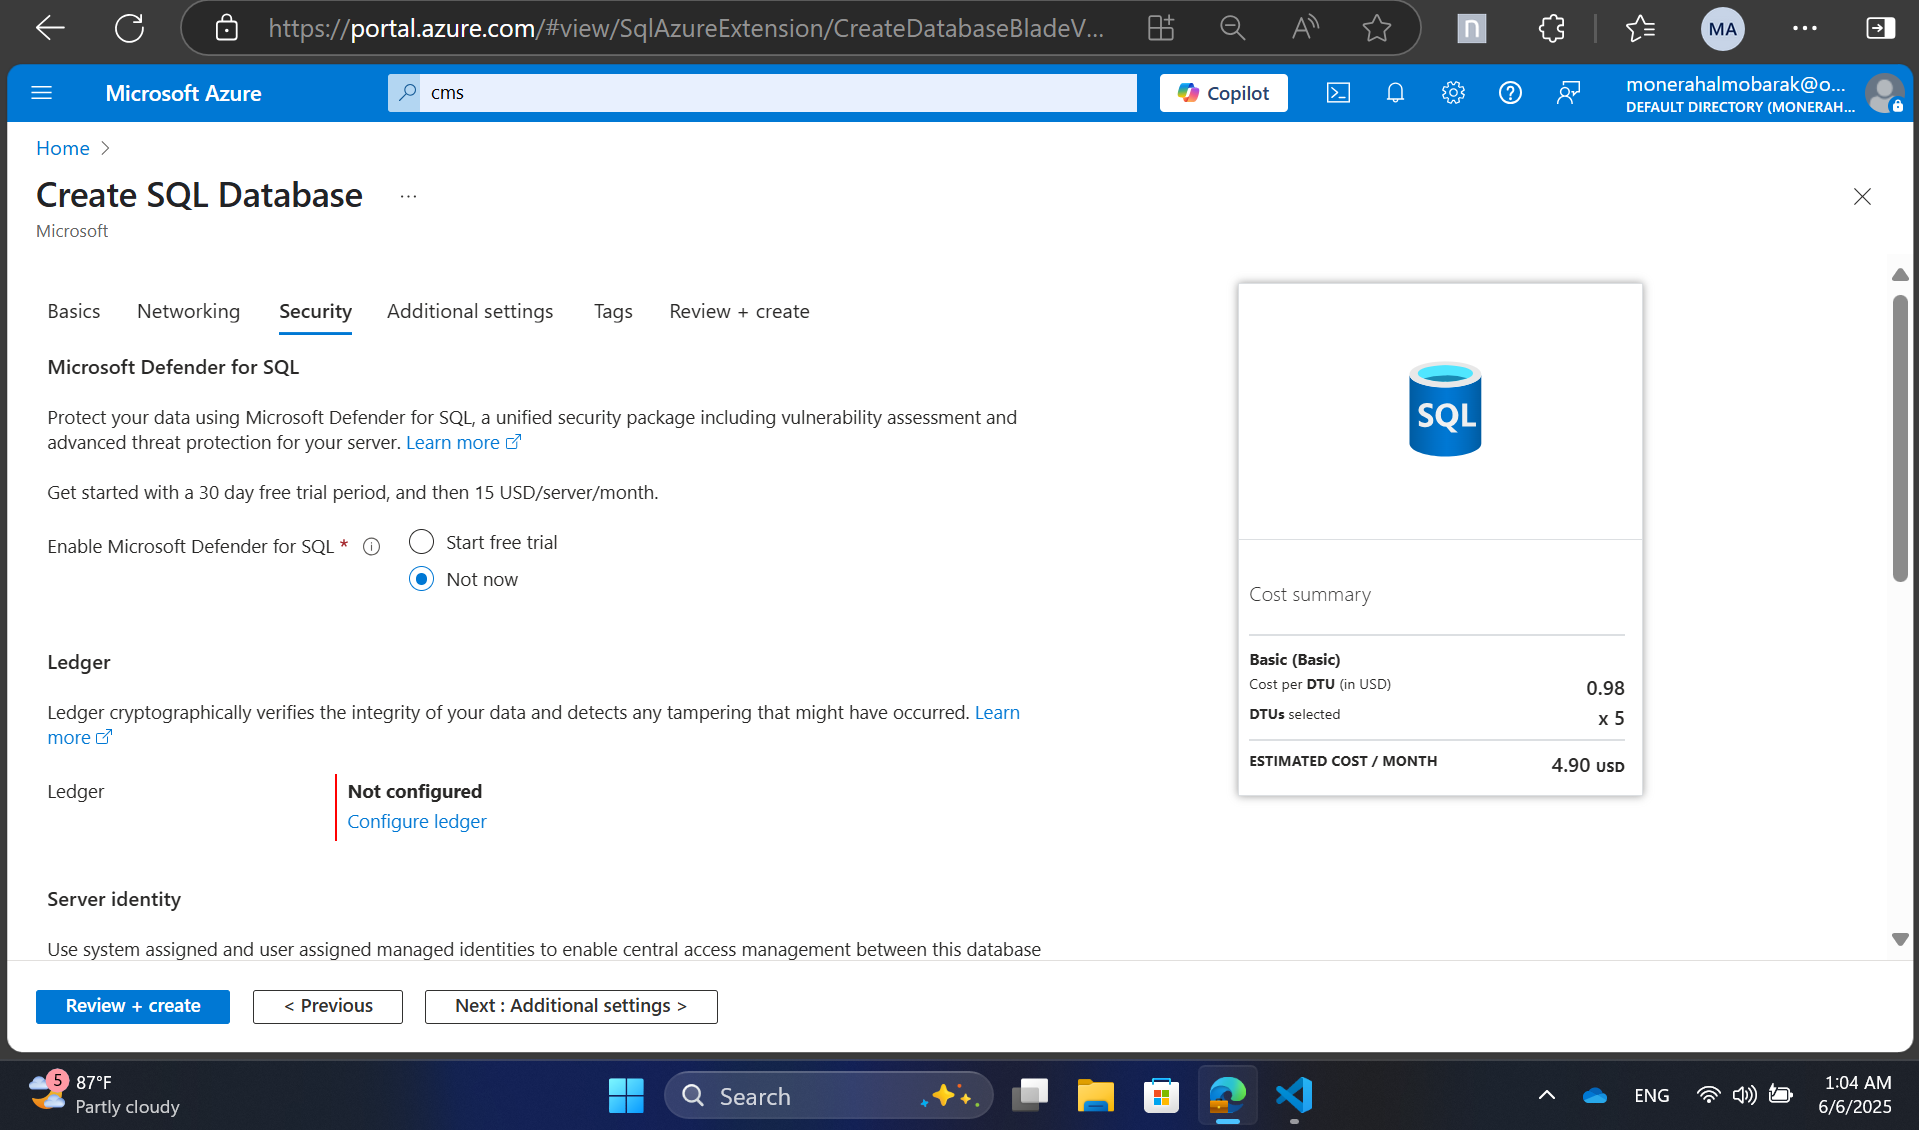 https://portal.azure.com/#view/SqlAzureExtension/CreateDatabaseBladeV...
n
MA
Microsoft Azure
cms
Copilot
monerahalmobarak@o...
DEFAULT DIRECTORY (MONERAH...
Home
Create SQL Database
...
Microsoft
Basics
Networking
Security
Additional settings
Tags
Review + create
Microsoft Defender for SQL
Protect your data using Microsoft Defender for SQL, a unified security package including vulnerability assessment and
advanced threat protection for your server. Learn more
Get started with a 30 day free trial period, and then 15 USD/server/month.
Enable Microsoft Defender for SQL *
Start free trial
Not now
Ledger
Ledger cryptographically verifies the integrity of your data and detects any tampering that might have occurred. Learn
more
Ledger
Not configured
Configure ledger
Server identity
Use system assigned and user assigned managed identities to enable central access management between this database
SQL
Cost summary
Basic (Basic)
Cost per DTU (in USD)
0.98
DTUs selected
x 5
ESTIMATED COST / MONTH
4.90 USD
Review + create
< Previous
Next : Additional settings >
5
87°F
Partly cloudy
Search
ENG
1:04 AM
6/6/2025